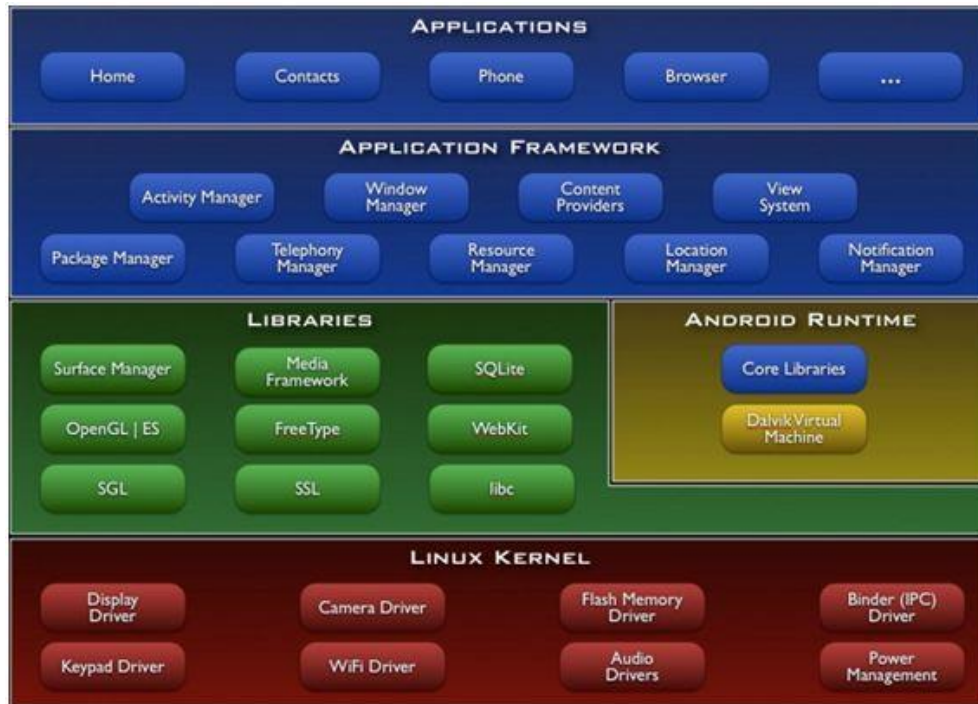 APPLICATIONS
Home
Contacts
Phone
Browser
...
APPLICATION FRAMEWORK
Activity Manager
Window
Manager
Content
Providers
View
System
Package Manager
Telephony
Manager
Resource
Manager
Location
Manager
Notification
Manager
LIBRARIES
Surface Manager
Media
Framework
SQLite
OpenGL | ES
FreeType
WebKit
SGL
SSL
libc
ANDROID RUNTIME
Core Libraries
Dalvik Virtual
Machine
LINUX KERNEL
Display
Driver
Camera Driver
Flash Memory
Driver
Binder (IPC)
Driver
Keypad Driver
WiFi Driver
Audio
Drivers
Power
Management